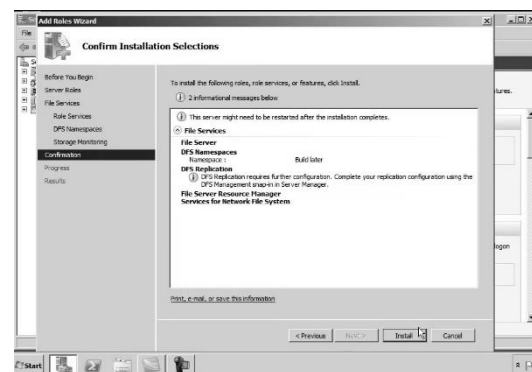 Add Roles Wizard
File
Confirm Installation Selections
Before You Begin
Server Roles
File Services
Role Services
DFS Namespaces
Storage Monitoring
Confirmation
Progress
Results
To install the following roles, role services, or features, click Install.
2 informational messages below
This server might need to be restarted after the installation completes.
File Services
File Server
DFS Namespaces
Namespace : Build later
DFS Replication
DFS Replication requires further configuration. Complete your replication configuration using the
DFS Management snap-in in Server Manager.
File Server Resource Manager
Services for Network File System
Print, e-mail, or save this information
< Previous
Next >
Install
Cancel
tures.
logon
Start